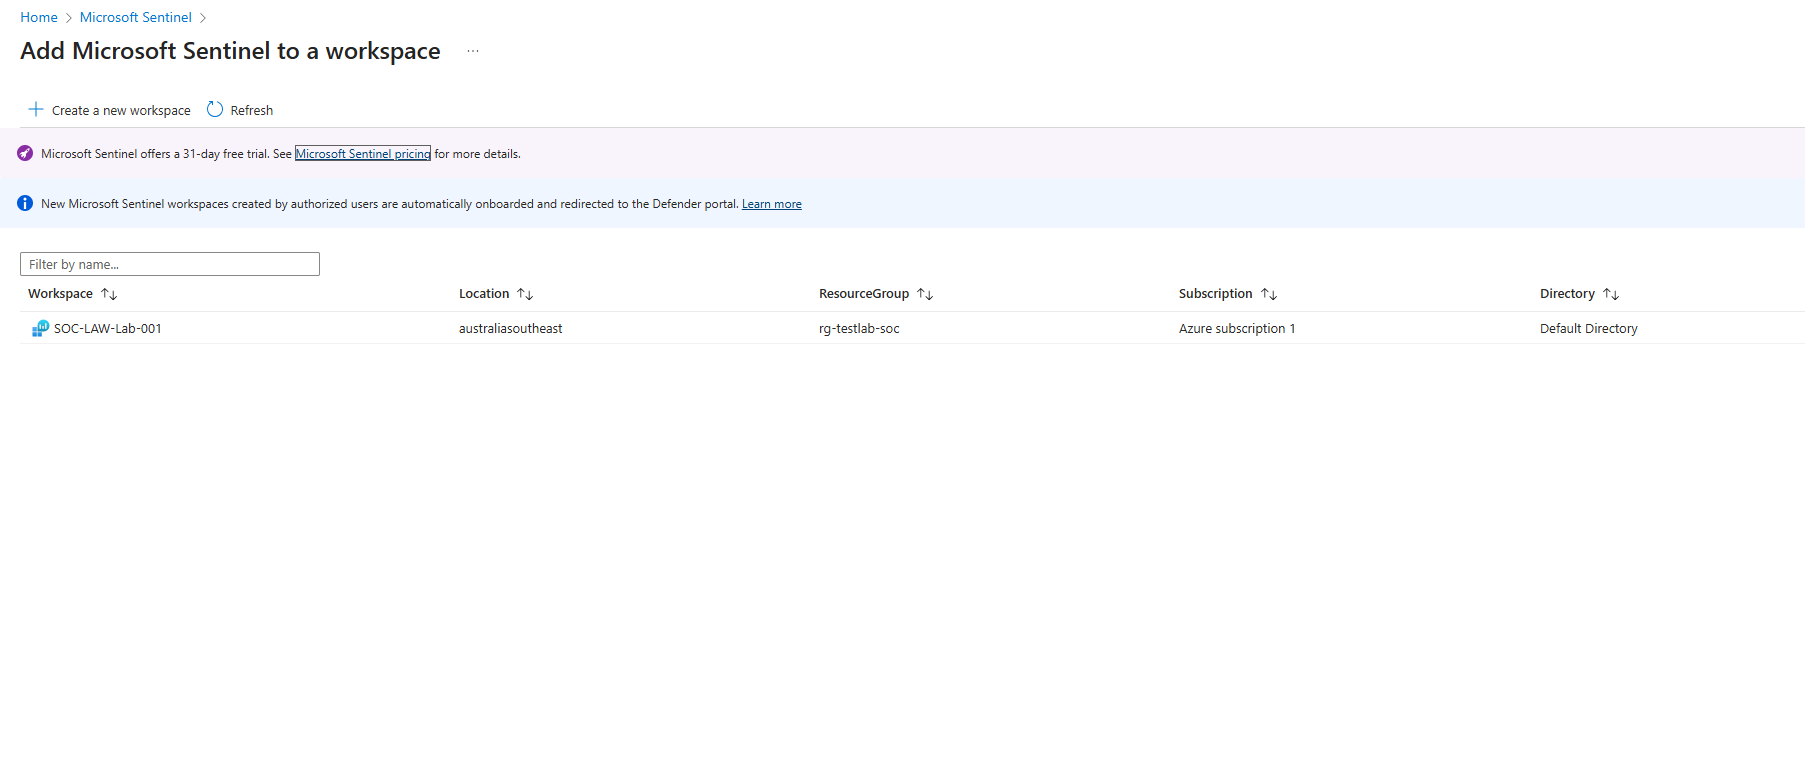 Home > Microsoft Sentinel >
Add Microsoft Sentinel to a workspace ...
Create a new workspace Refresh
Microsoft Sentinel offers a 31-day free trial. See Microsoft Sentinel pricing for more details.
New Microsoft Sentinel workspaces created by authorized users are automatically onboarded and redirected to the Defender portal. Learn more
Filter by name...
Workspace ↑↓ Location ↑↓ ResourceGroup ↑↓ Subscription ↑↓ Directory ↑↓
SOC-LAW-Lab-001 australiasoutheast rg-testlab-soc Azure subscription 1 Default Directory